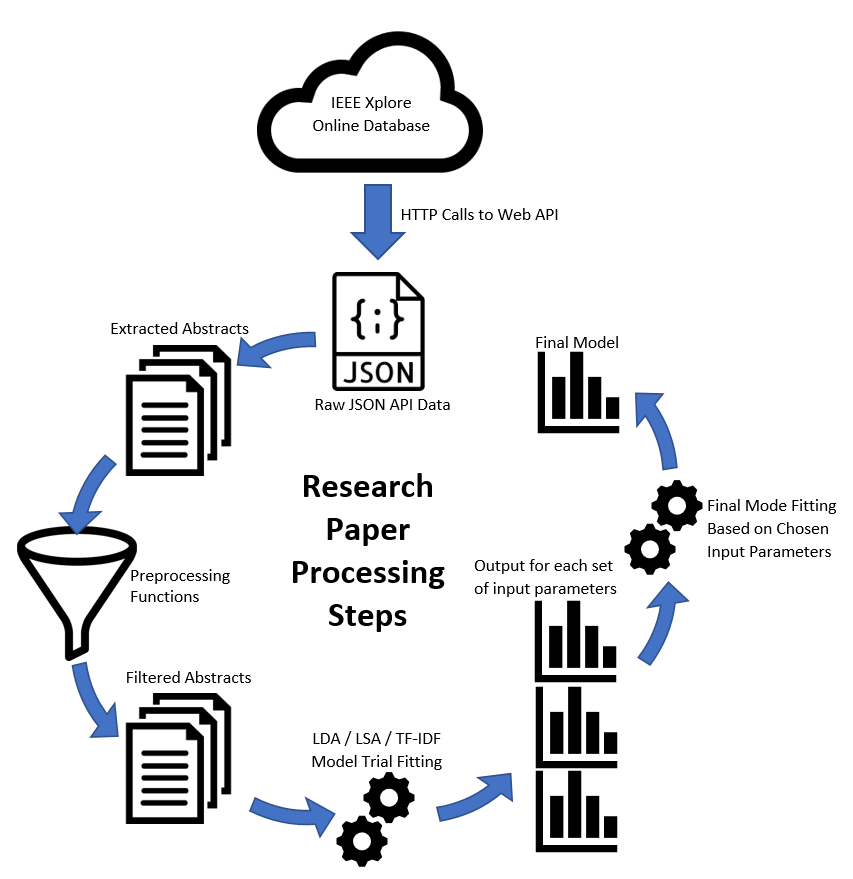 IEEE Xplore
Online Database
HTTP Calls to Web API
{;}
JSON
Raw JSON API Data
Extracted Abstracts
Preprocessing
Functions
Filtered Abstracts
LDA / LSA / TF-IDF
Model Trial Fitting
Output for each set
of input parameters
Final Mode Fitting
Based on Chosen
Input Parameters
Final Model
Research
Paper
Processing
Steps